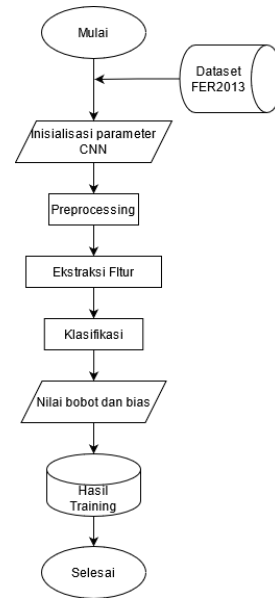 Mulai
Dataset
FER2013
Inisialisasi parameter
CNN
Preprocessing
Ekstraksi FItur
Klasifikasi
Nilai bobot dan bias
Hasil
Training
Selesai